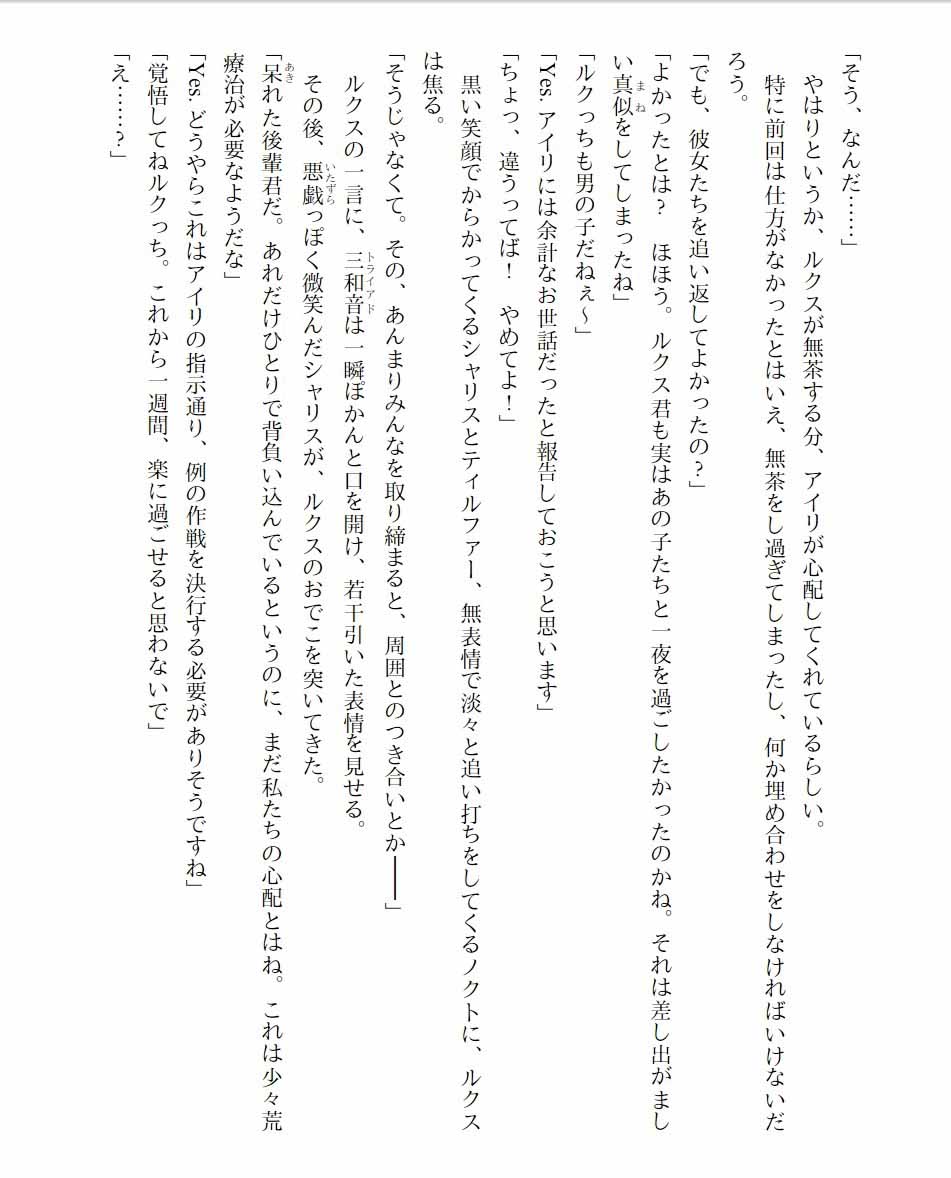 「そう、なんだ……」
　やはりというか、ルクスが無茶する分、アイリが心配してくれているらしい。
　特に前回は仕方がなかったとはいえ、無茶をし過ぎてしまったし、何か埋め合わせをしなければいけないだ
ろう。
「でも、彼女たちを追い返してよかったの？」
「よかったとは？　ほほう。ルクス君も実はあの子たちと一夜を過ごしたかったのかね。それは差し出がまし
い真似をしてしまったね」
「ルクっちも男の子だねぇ～」
「Yes. アイリには余計なお世話だったと報告しておこうと思います」
「ちょっ、違うってば！　やめてよ！」
　黒い笑顔でからかってくるシャリスとティルファー、無表情で淡々と追い打ちをしてくるノクトに、ルクス
は焦る。
「そうじゃなくて。その、あんまりみんなを取り締まると、周囲とのつき合いとか――」
　ルクスの一言に、三和音は一瞬ぽかんと口を開け、若干引いた表情を見せる。
　その後、悪戯っぽく微笑んだシャリスが、ルクスのおでこを突いてきた。
「呆れた後輩君だ。あれだけひとりで背負い込んでいるというのに、まだ私たちの心配とはね。これは少々荒
療治が必要なようだな」
「Yes. どうやらこれはアイリの指示通り、例の作戦を決行する必要がありそうですね」
「覚悟してねルクっち。これから一週間、楽に過ごせると思わないで」
「え……？」